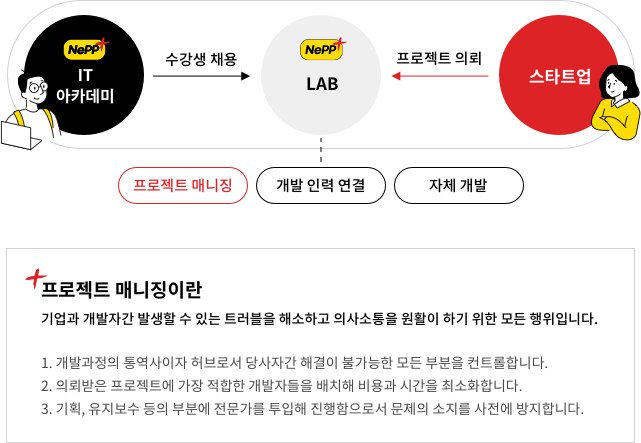 NePP+
IT
아카데미
수강생 채용
NePP+
LAB
프로젝트 의뢰
스타트업
프로젝트 매니징
개발 인력 연결
자체 개발
프로젝트 매니징이란
기업과 개발자간 발생할 수 있는 트러블을 해소하고 의사소통을 원활이 하기 위한 모든 행위입니다.
1. 개발과정의 통역사이자 허브로서 당사자간 해결이 불가능한 모든 부분을 컨트롤합니다.
2. 의뢰받은 프로젝트에 가장 적합한 개발자들을 배치해 비용과 시간을 최소화합니다.
3. 기획, 유지보수 등의 부분에 전문가를 투입해 진행함으로서 문제의 소지를 사전에 방지합니다.